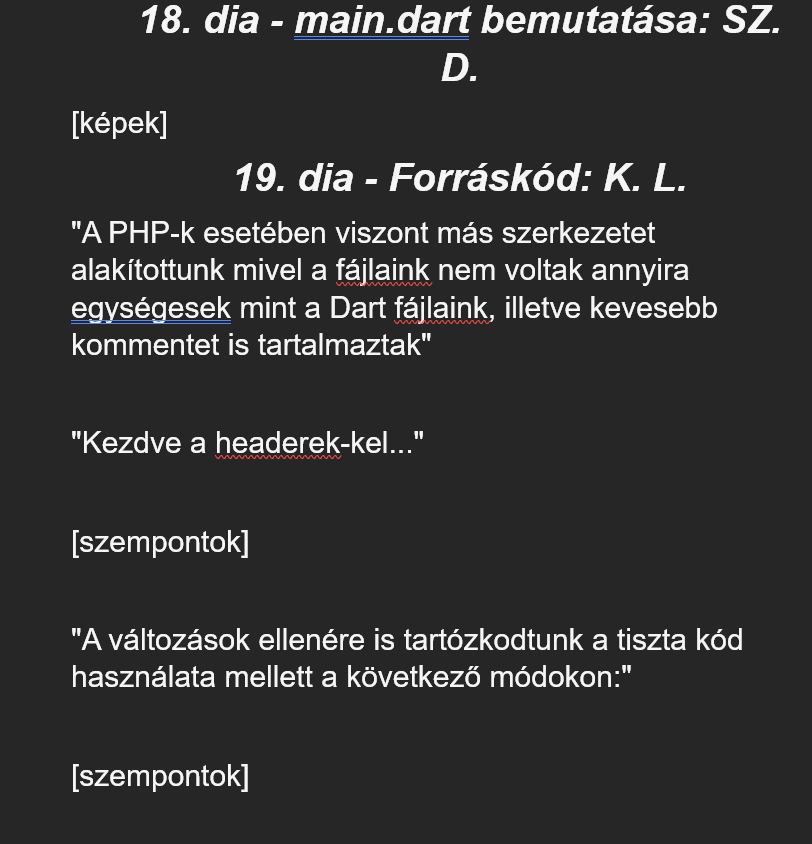 18. dia - main.dart bemutatása: SZ.
D.
[képek]
19. dia - Forráskód: K. L.
"A PHP-k esetében viszont más szerkezetet
alakítottunk mivel a fájlaink nem voltak annyira
egységesek mint a Dart fájlaink, illetve kevesebb
kommentet is tartalmaztak"
"Kezdve a headerek-kel..."
[szempontok]
"A változások ellenére is tartózkodtunk a tiszta kód
használata mellett a következő módokon:"
[szempontok]